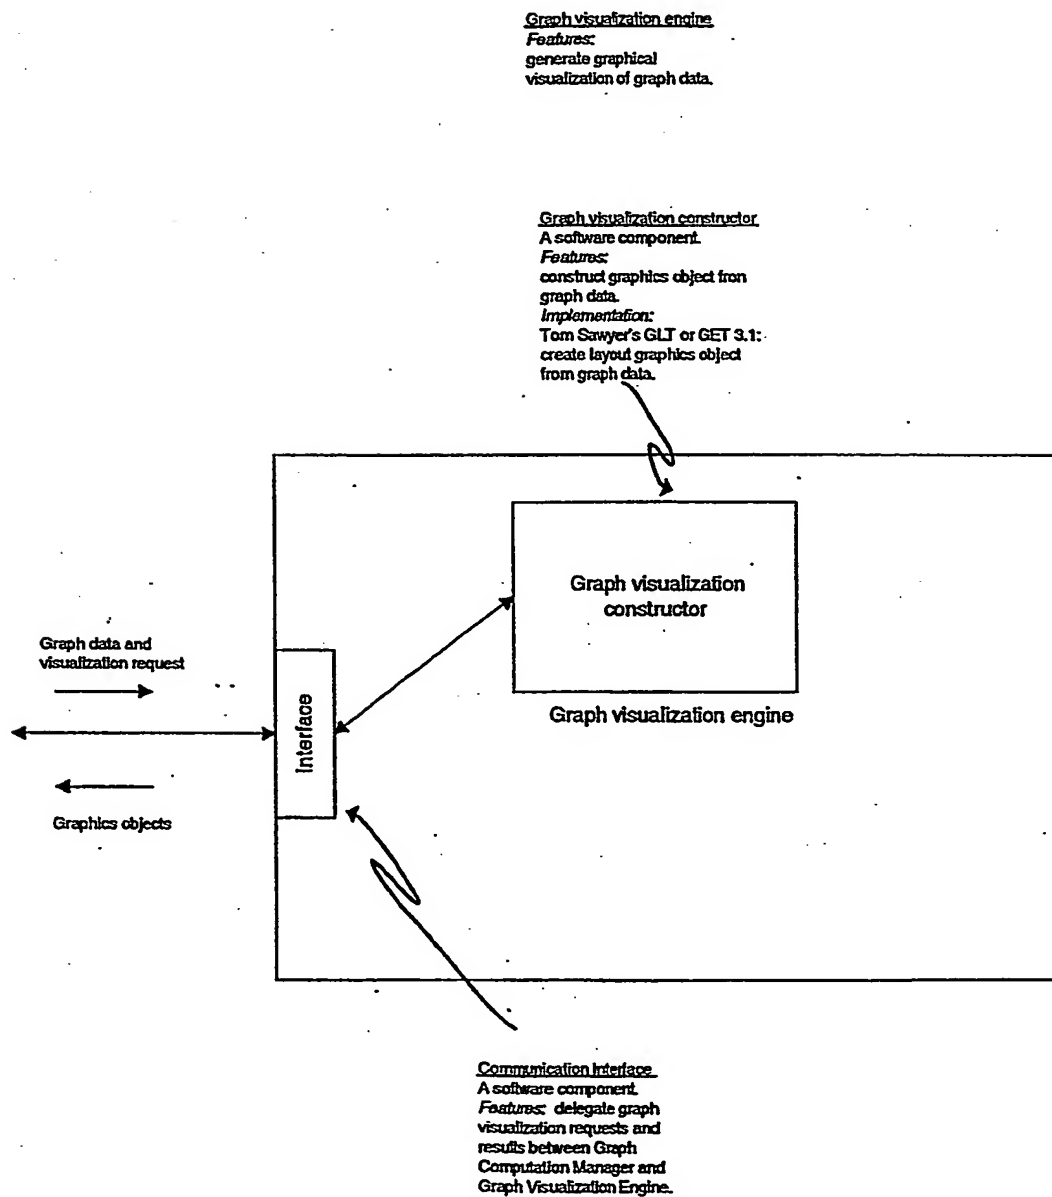 Graph visualization engine
Features:
generate graphical
visualization of graph data.
Graph visualization constructor
A software component.
Features:
construct graphics object from
graph data.
Implementation:
Tom Sawyer's GLT or GET 3.1:
create layout graphics object
from graph data.
Graph visualization
constructor
Graph visualization engine
Graph data and
visualization request
Interface
Graphics objects
Communication Interface
A software component.
Features: delegate graph
visualization requests and
results between Graph
Computation Manager and
Graph Visualization Engine.